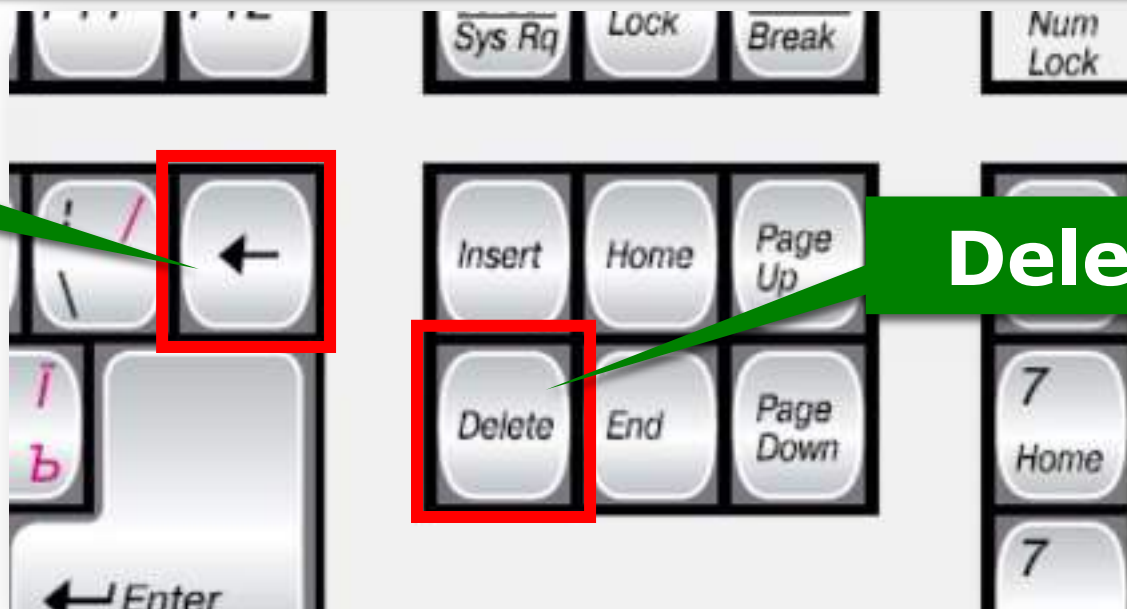 Sys Rq
Lock
Break
Num
Lock
!
/
\
←
Insert
Home
Page
Up
Dele
Ї
Ъ
Delete
End
Page
Down
7
Home
Enter
7